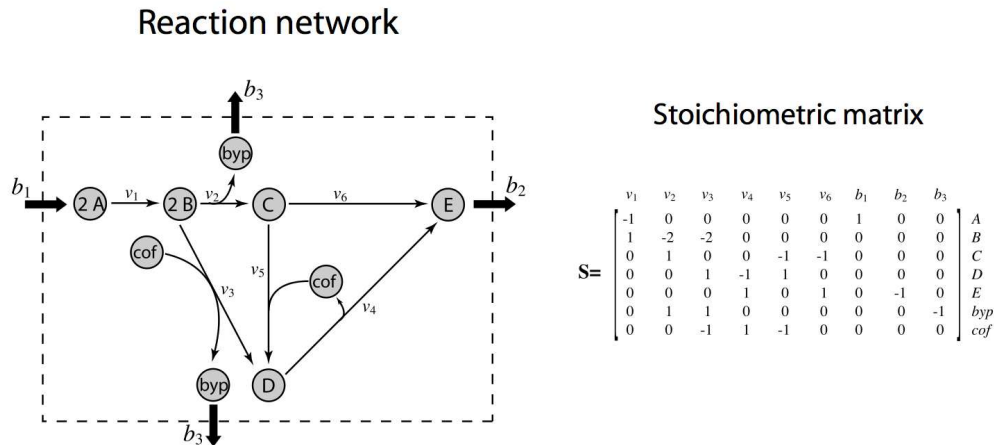 Reaction network
Stoichiometric matrix
b3
byp
b1
2 A
v1
2 B
v2
C
v6
E
b2
cof
v3
v5
cof
v4
byp
D
b3
v1 v2 v3 v4 v5 v6 b1 b2 b3
-1 0 0 0 0 0 1 0 0 A
1 -2 -2 0 0 0 0 0 0 B
0 1 0 0 -1 -1 0 0 0 C
S= 0 0 1 -1 1 0 0 0 0 D
0 0 0 1 0 1 0 -1 0 E
0 1 1 0 0 0 0 0 -1 byp
0 0 -1 1 -1 0 0 0 0 cof